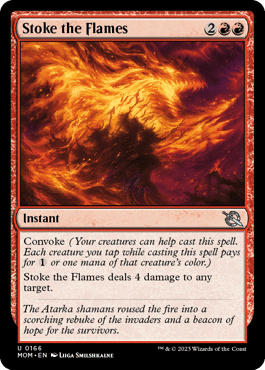 Stoke the Flames 2
Instant
Convoke (Your creatures can help cast this spell.
Each creature you tap while casting this spell pays
for 1 or one mana of that creature's color.)
Stoke the Flames deals 4 damage to any
target.
The Atarka shamans roused the fire into a
scorching rebuke of the invaders and a beacon of
hope for the survivors.
U 0166
MOM • EN LIIGA SMILSHKALNE
™ & © 2023 Wizards of the Coast